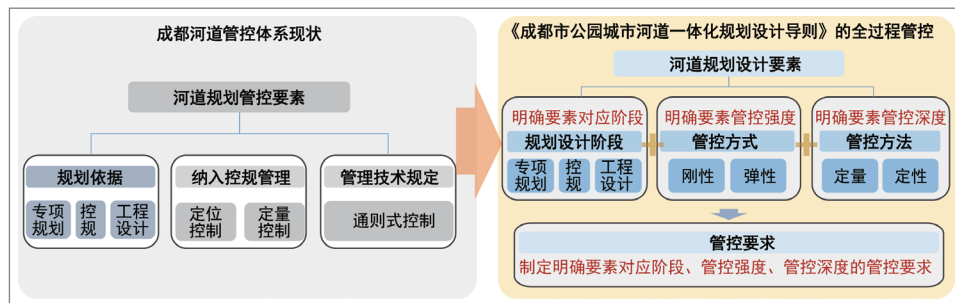 成都河道管控体系现状
河道规划管控要素
规划依据
专项
规划
控
规
工程
设计
纳入控规管理
定位
控制
定量
控制
管理技术规定
通则式控制
《成都市公园城市河道一体化规划设计导则》的全过程管控
河道规划设计要素
明确要素对应阶段
规划设计阶段
专项
规划
控
规
工程
设计
明确要素管控强度
管控方式
刚性
弹性
明确要素管控深度
管控方法
定量
定性
管控要求
制定明确要素对应阶段、管控强度、管控深度的管控要求